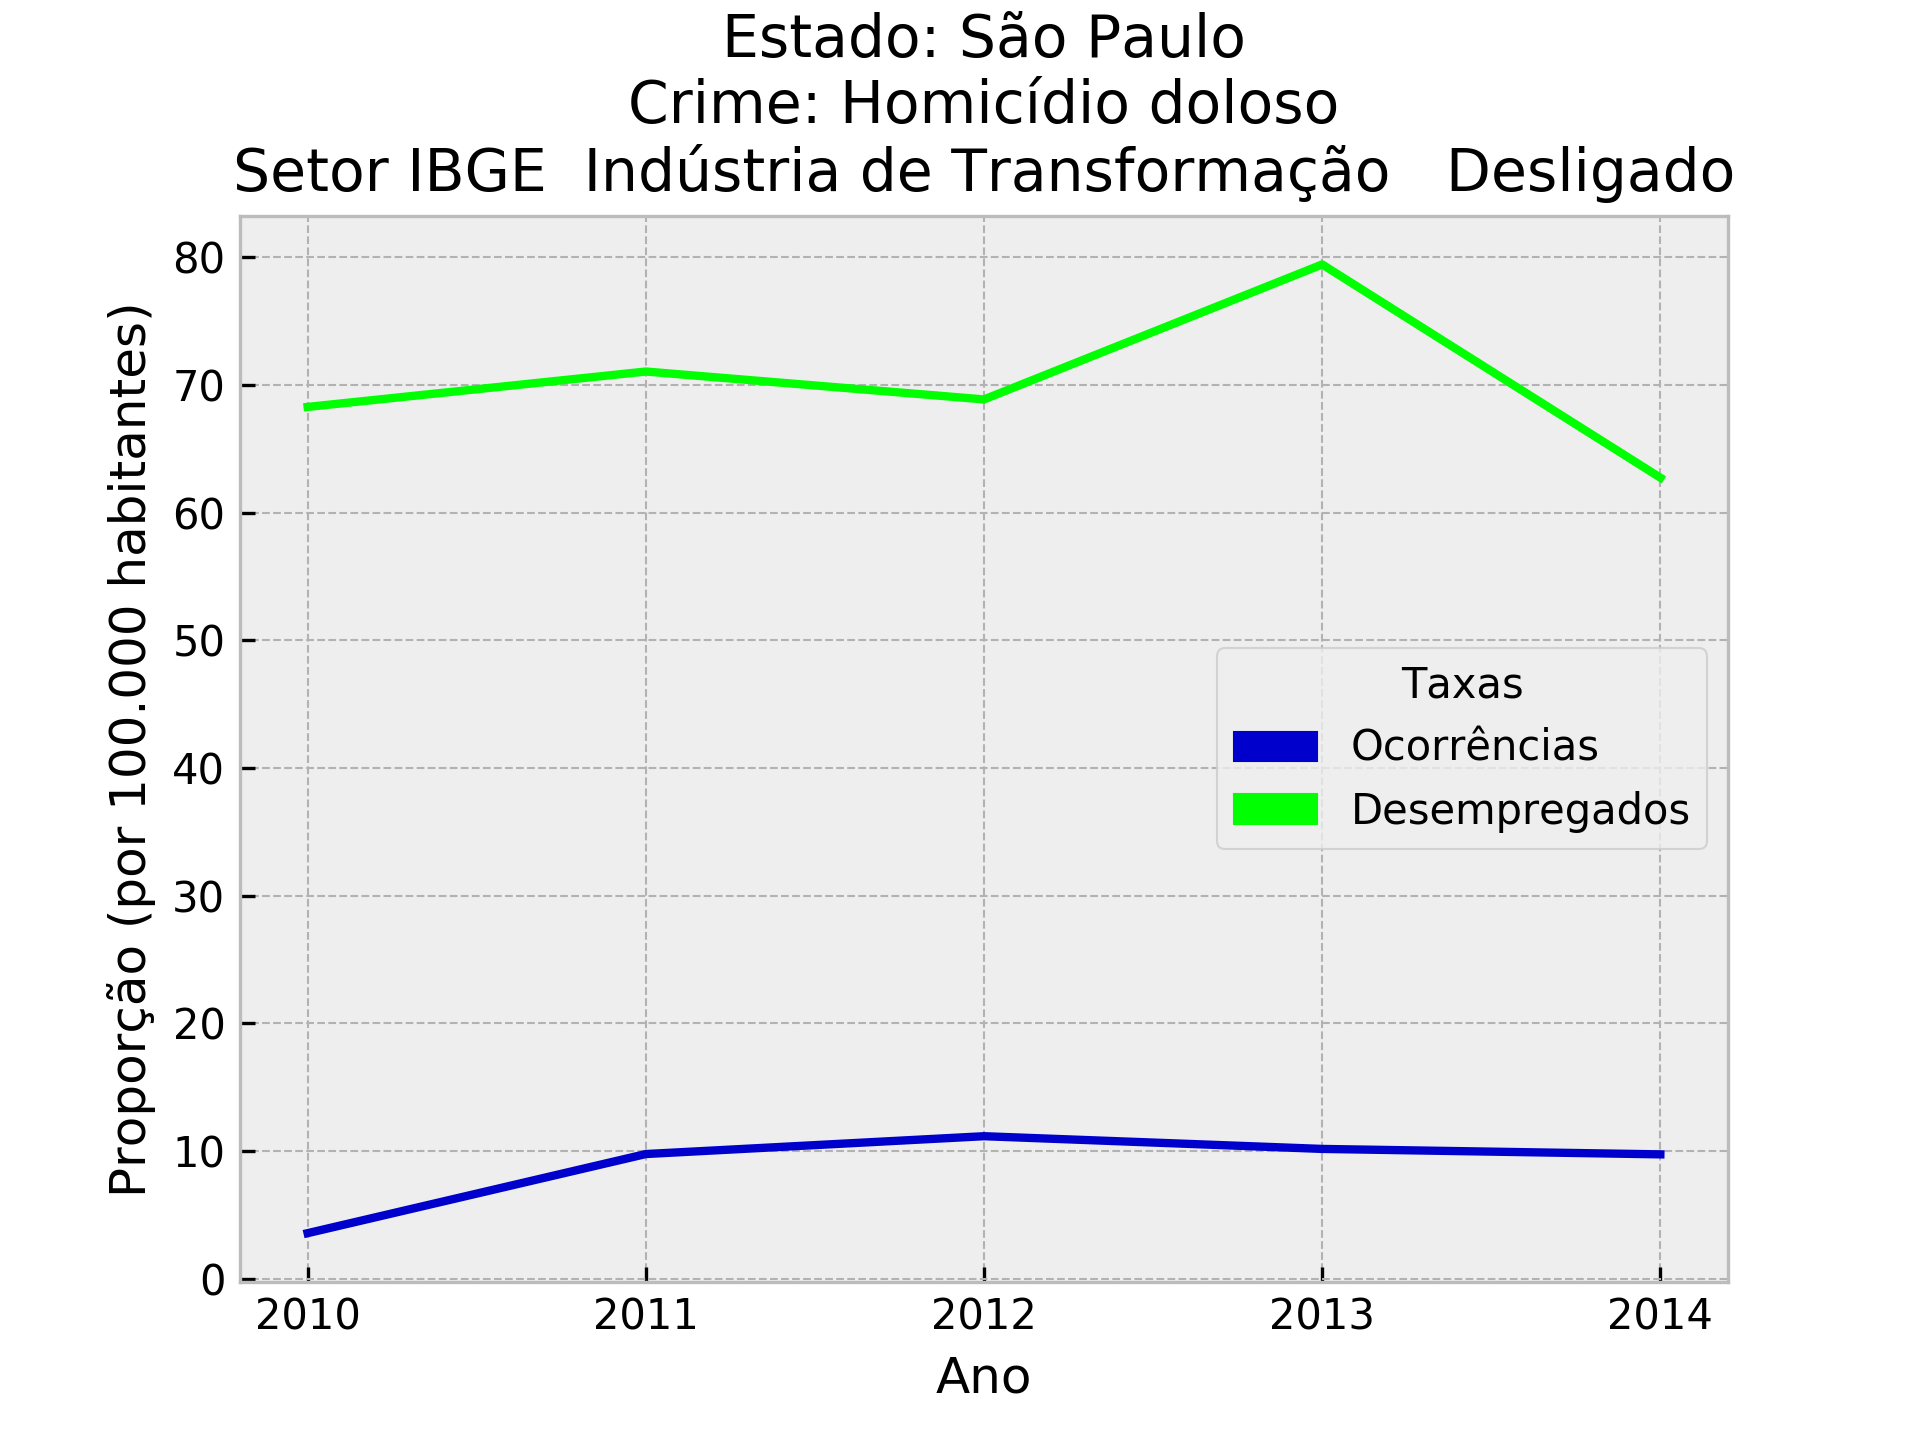 Estado: São Paulo
Crime: Homicídio doloso
Setor IBGE  Indústria de Transformação   Desligado
Proporção (por 100.000 habitantes)
80
70
60
50
40
30
20
10
0
Taxas
Ocorrências
Desempregados
2010 2011 2012 2013 2014
Ano